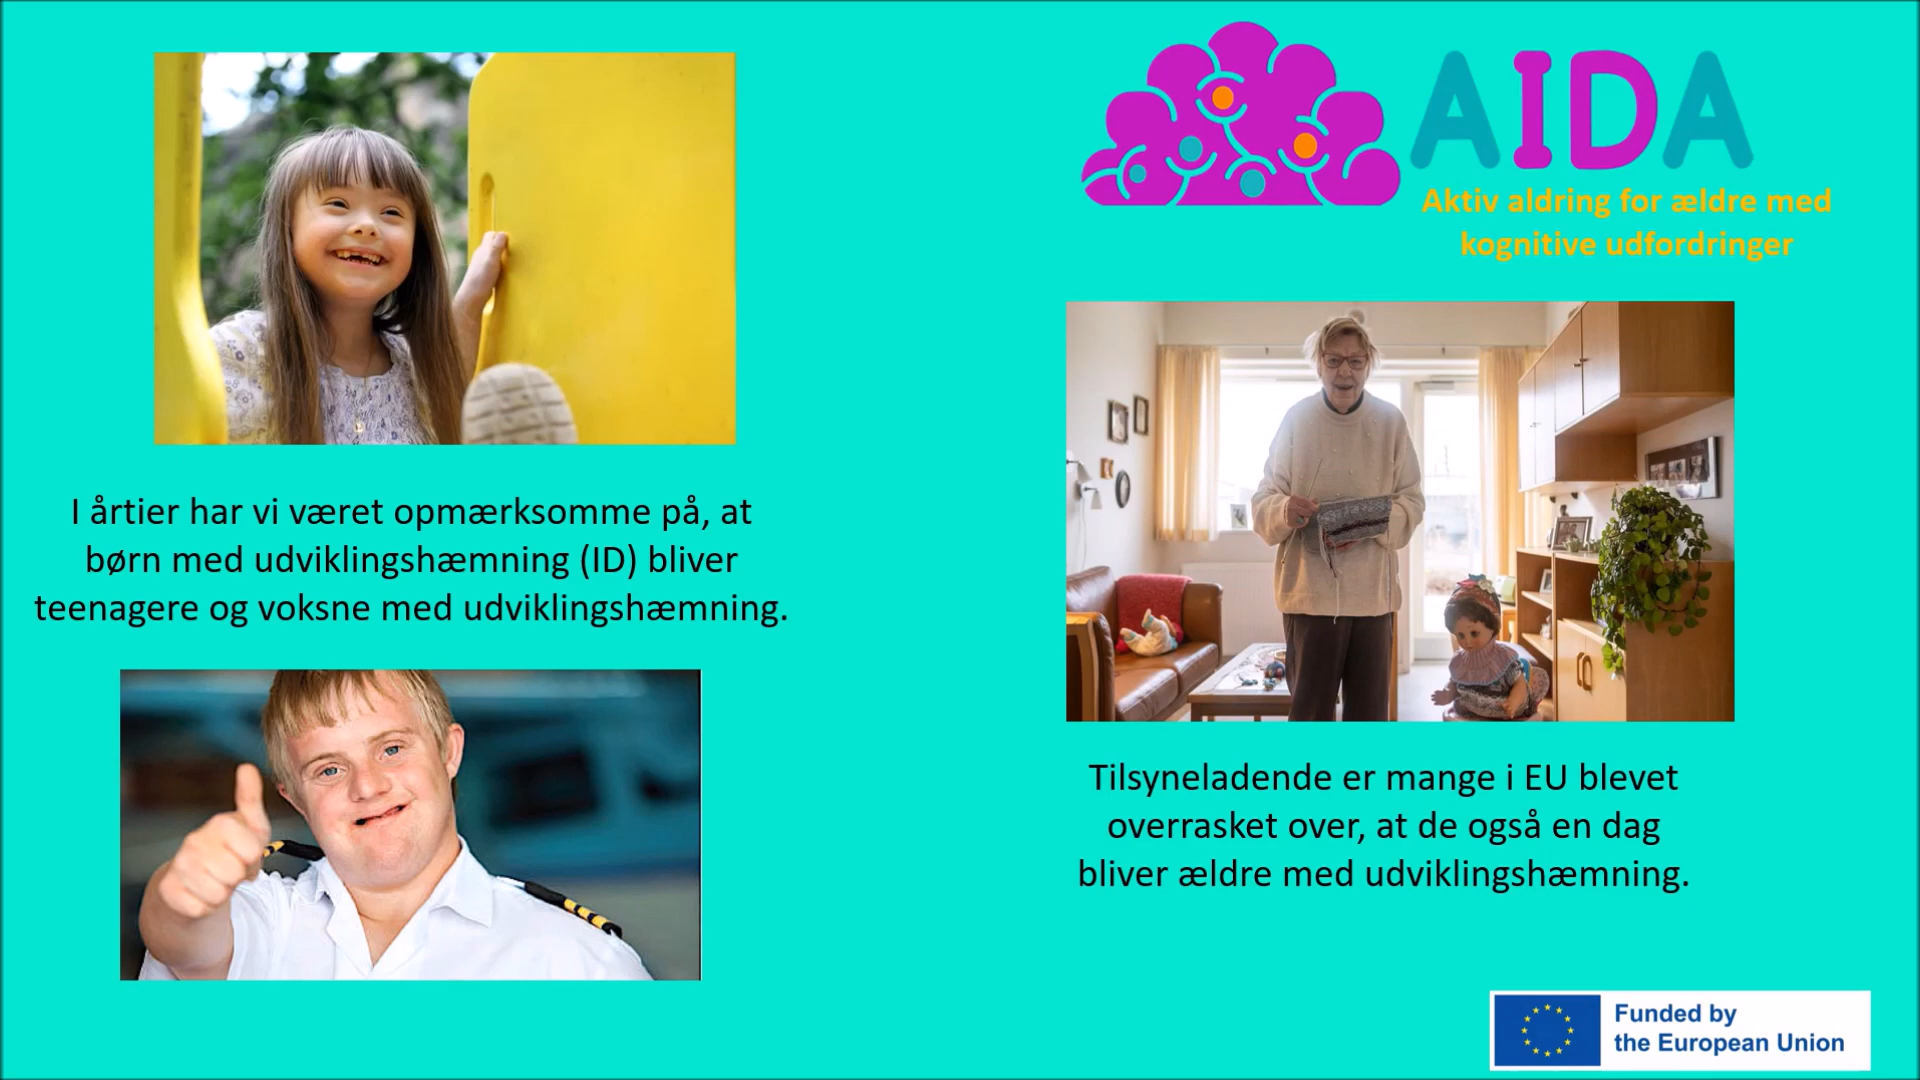 AIDA
Aktiv aldring for ældre med
kognitive udfordringer
I årtier har vi været opmærksomme på, at
børn med udviklingshæmning (ID) bliver
teenagere og voksne med udviklingshæmning.
Tilsyneladende er mange i EU blevet
overrasket over, at de også en dag
bliver ældre med udviklingshæmning.
Funded by
the European Union